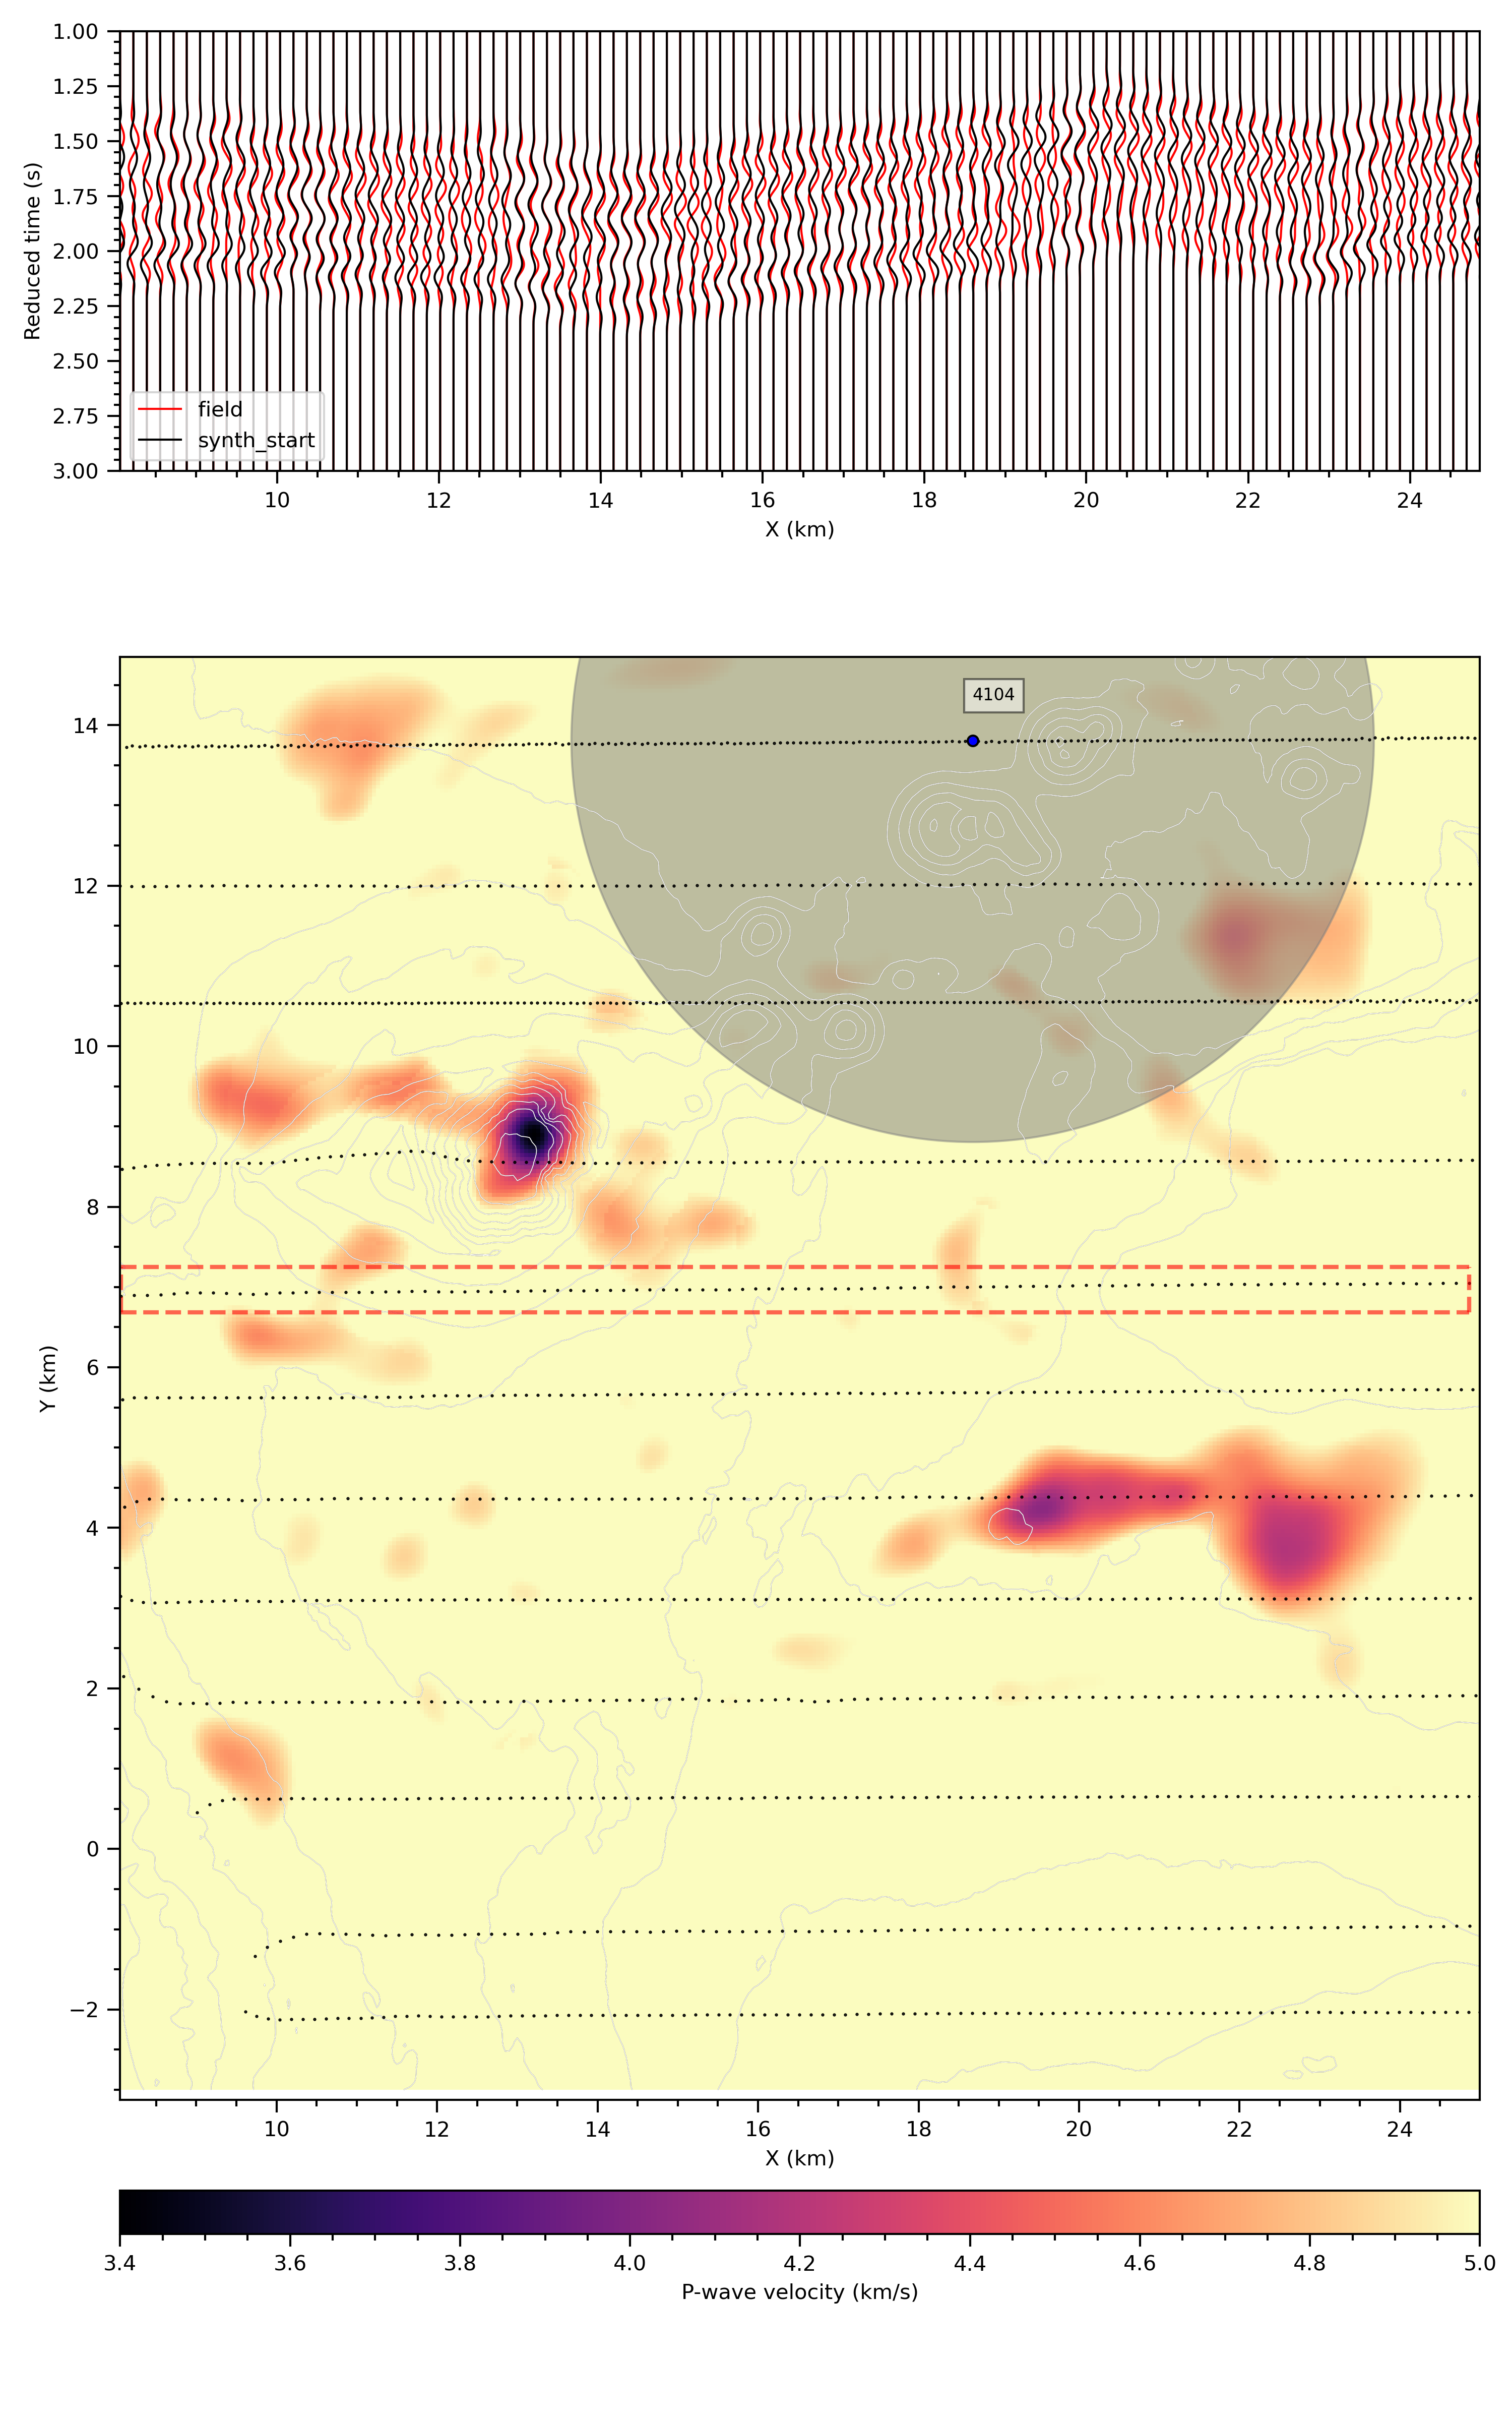 1.00
1.25
1.50
1.75
2.00
2.25
2.50
2.75
3.00
Reduced time (s)
field
synth_start
10 12 14 16 18 20 22 24
X (km)
4104
14
12
10
8
6
4
2
0
−2
Y (km)
10 12 14 16 18 20 22 24
X (km)
3.4 3.6 3.8 4.0 4.2 4.4 4.6 4.8 5.0
P-wave velocity (km/s)